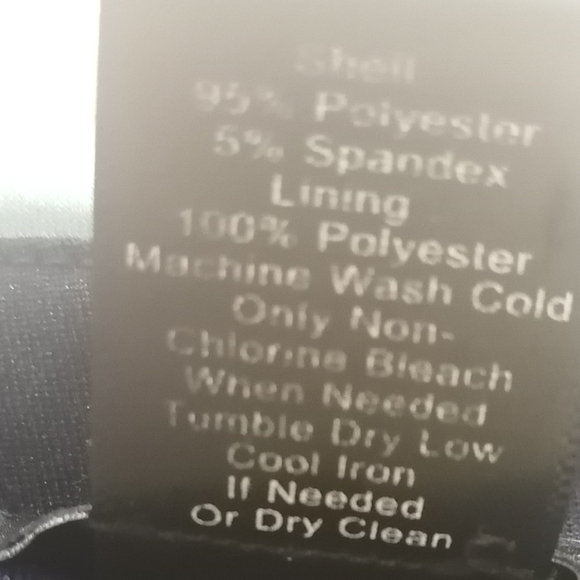 Shell
95% Polyester
5% Spandex
Lining
100% Polyester
Machine Wash Cold
Only Non-
Chlorine Bleach
When Needed
Tumble Dry Low
Cool Iron
If Needed
Or Dry Clean